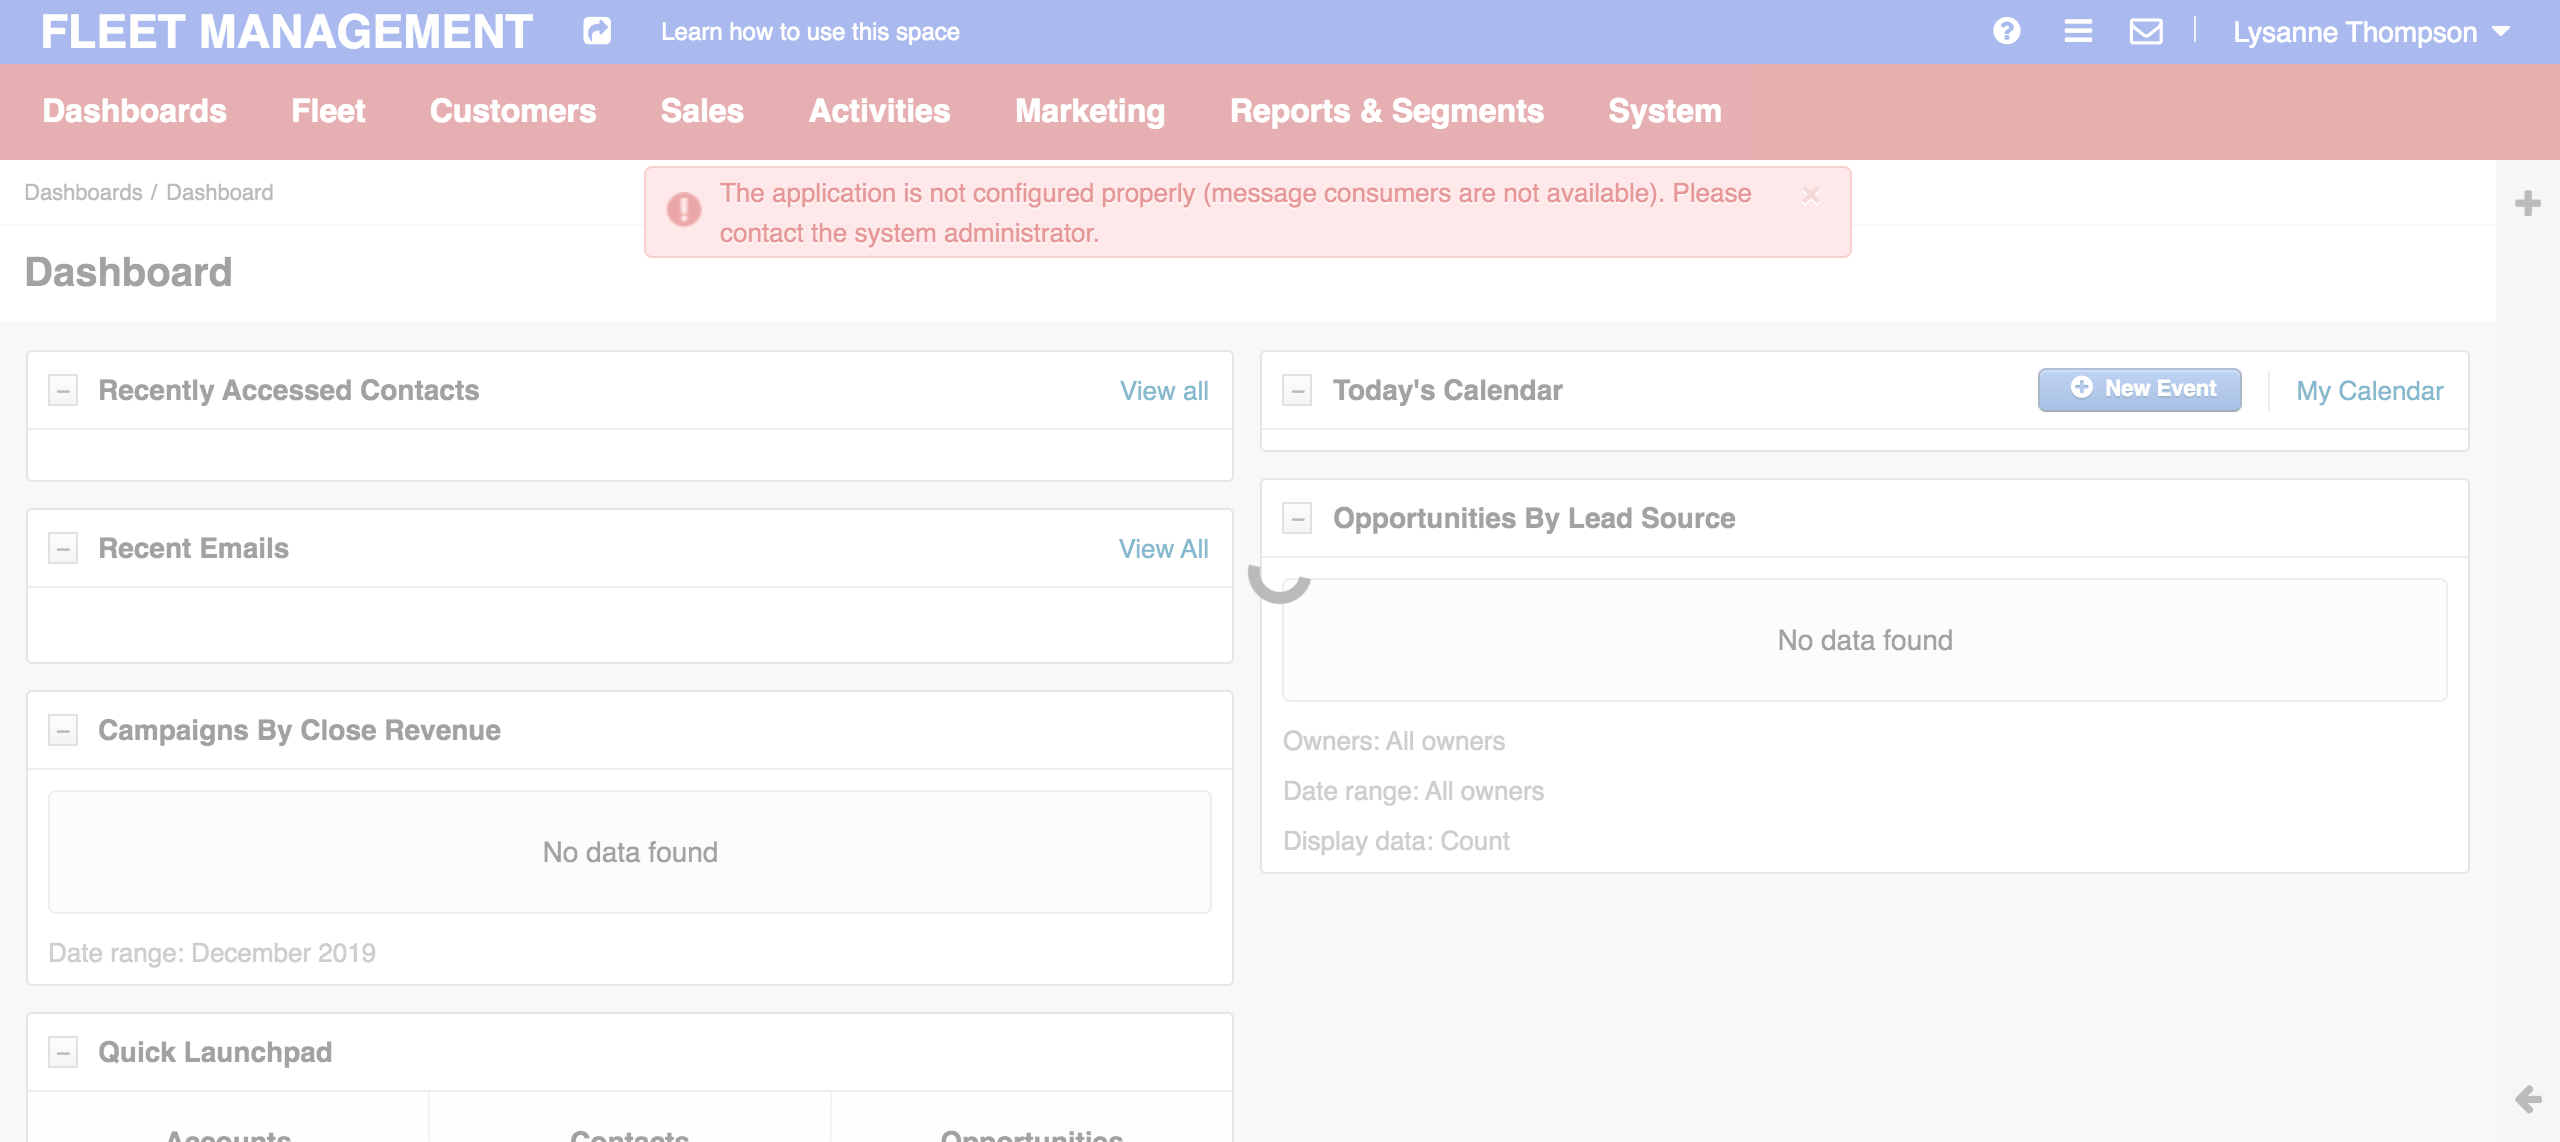 FLEET MANAGEMENT
Learn how to use this space
Lysanne Thompson
Dashboards
Fleet
Customers
Sales
Activities
Marketing
Reports & Segments
System
Dashboards / Dashboard
The application is not configured properly (message consumers are not available). Please
contact the system administrator.
Dashboard
Recently Accessed Contacts
View all
Recent Emails
View All
Campaigns By Close Revenue
No data found
Date range: December 2019
Quick Launchpad
Accounts
Contacts
Opportunities
Today's Calendar
New Event
My Calendar
Opportunities By Lead Source
No data found
Owners: All owners
Date range: All owners
Display data: Count